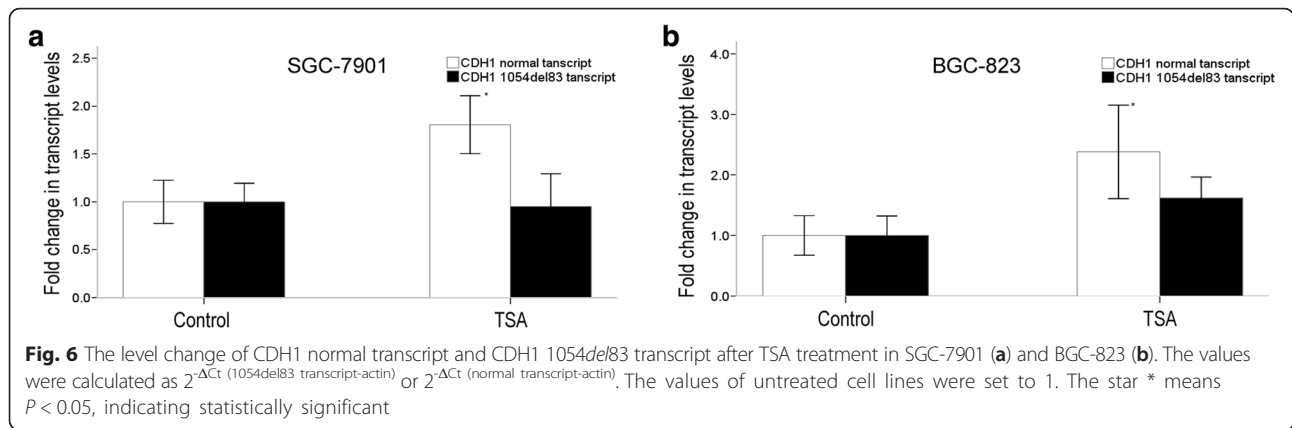 a
SGC-7901
CDH1 normal transcript
CDH1 1054del83 tanscript
Fold change in transcript levels
2.5
2.0
1.5
1.0
0.5
0.0
Control
TSA
*
b
BGC-823
CDH1 normal transcript
CDH1 1054del83 tanscript
Fold change in transcript levels
4.0
3.0
2.0
1.0
0.0
Control
TSA
*
Fig. 6 The level change of CDH1 normal transcript and CDH1 1054del83 transcript after TSA treatment in SGC-7901 (a) and BGC-823 (b). The values
were calculated as 2^-ΔCt (1054del83 transcript-actin) or 2^-ΔCt (normal transcript-actin). The values of untreated cell lines were set to 1. The star * means
P < 0.05, indicating statistically significant